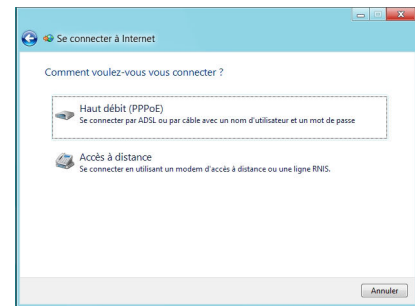 Se connecter à Internet
Comment voulez-vous vous connecter ?
Haut débit (PPPoE)
Se connecter par ADSL ou par câble avec un nom d'utilisateur et un mot de passe
Accès à distance
Se connecter en utilisant un modem d'accès à distance ou une ligne RNIS.
Annuler